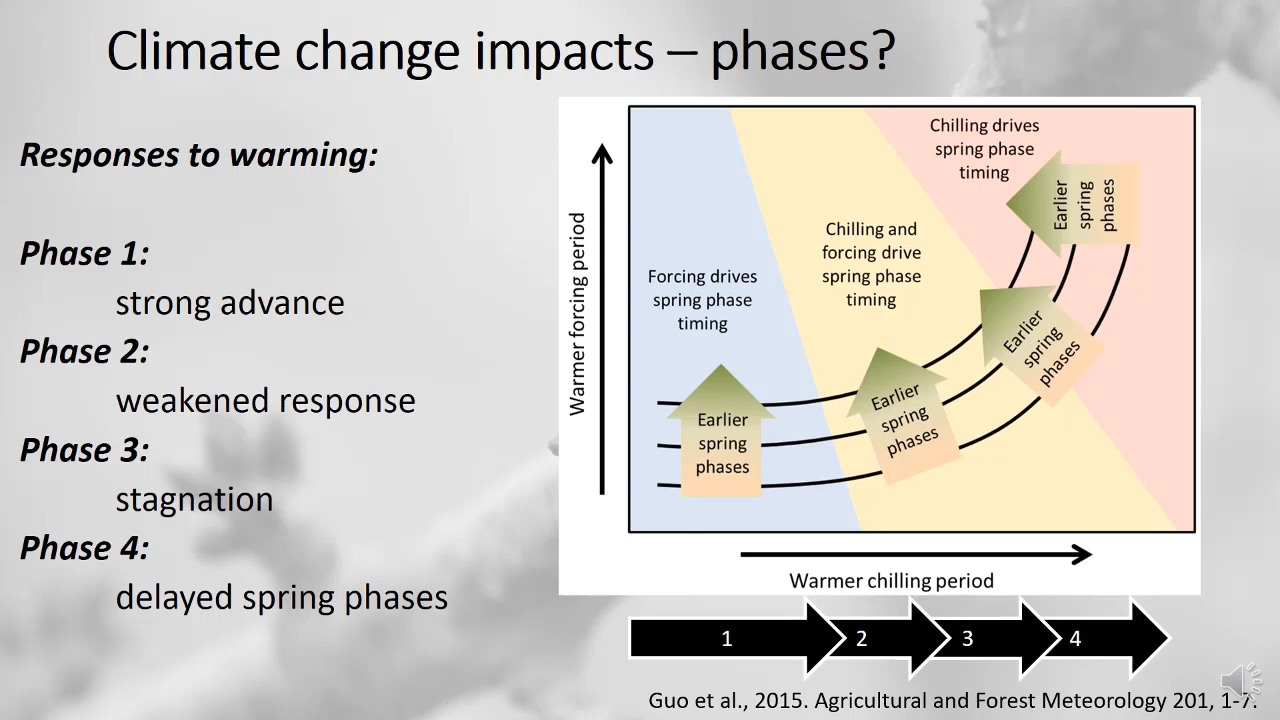 Climate change impacts – phases?
Responses to warming:
Phase 1:
strong advance
Phase 2:
weakened response
Phase 3:
stagnation
Phase 4:
delayed spring phases
Warmer forcing period
Forcing drives
spring phase
timing
Chilling and
forcing drive
spring phase
timing
Chilling drives
spring phase
timing
Earlier
spring
phases
Earlier
spring
phases
Earlier
spring
phases
Earlier
spring
phases
Warmer chilling period
1
2
3
4
Guo et al., 2015. Agricultural and Forest Meteorology 201, 1-7.